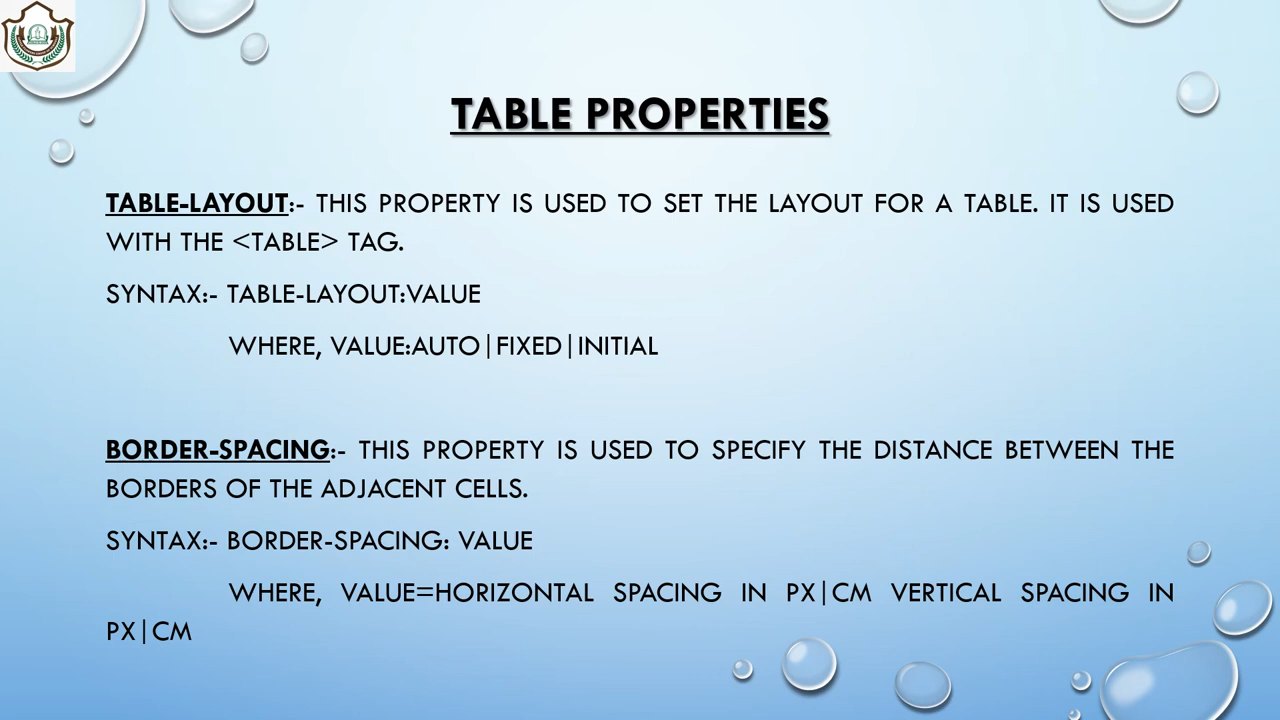 TABLE PROPERTIES
TABLE-LAYOUT:- THIS PROPERTY IS USED TO SET THE LAYOUT FOR A TABLE. IT IS USED
WITH THE <TABLE> TAG.
SYNTAX:- TABLE-LAYOUT:VALUE
WHERE, VALUE:AUTO|FIXED|INITIAL
BORDER-SPACING:- THIS PROPERTY IS USED TO SPECIFY THE DISTANCE BETWEEN THE
BORDERS OF THE ADJACENT CELLS.
SYNTAX:- BORDER-SPACING: VALUE
WHERE, VALUE=HORIZONTAL SPACING IN PX|CM VERTICAL SPACING IN
PX|CM